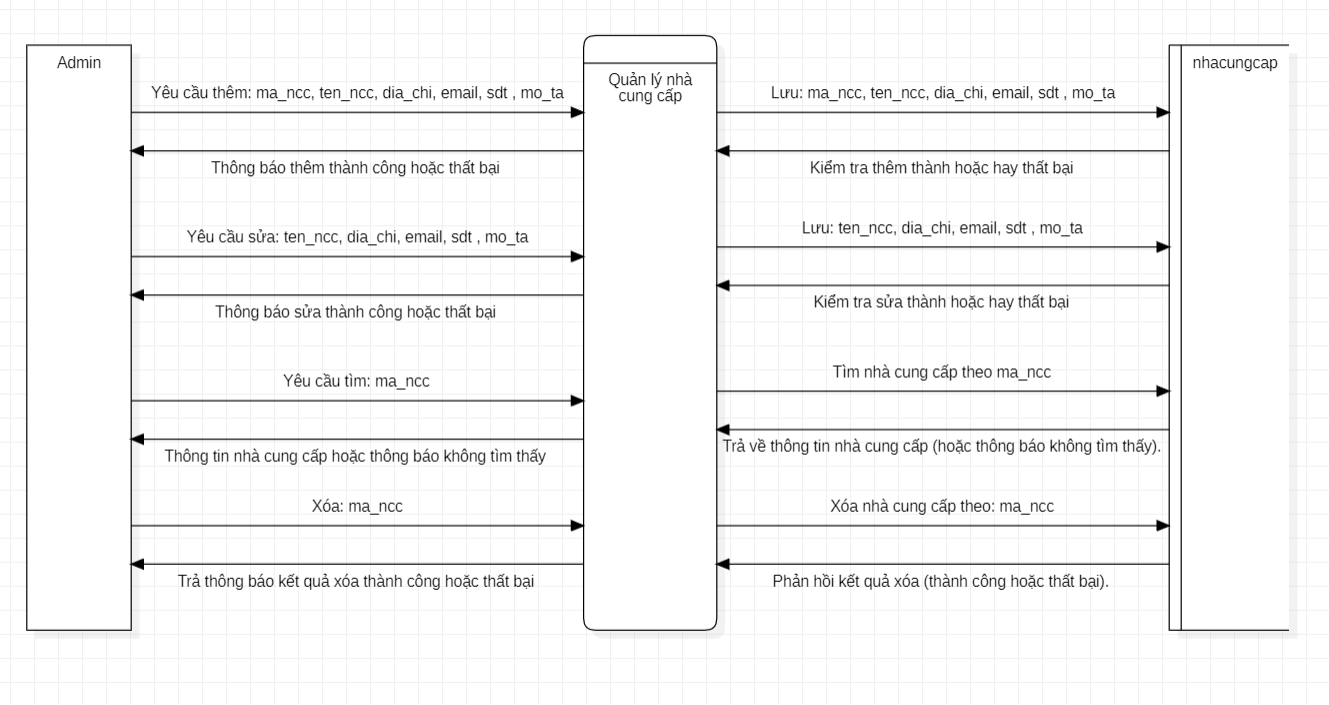 Admin
Quản lý nhà
cung cấp
nhacungcap
Yêu cầu thêm: ma_ncc, ten_ncc, dia_chi, email, sdt , mo_ta
Lưu: ma_ncc, ten_ncc, dia_chi, email, sdt , mo_ta
Thông báo thêm thành công hoặc thất bại
Kiểm tra thêm thành hoặc hay thất bại
Yêu cầu sửa: ten_ncc, dia_chi, email, sdt , mo_ta
Lưu: ten_ncc, dia_chi, email, sdt , mo_ta
Thông báo sửa thành công hoặc thất bại
Kiểm tra sửa thành hoặc hay thất bại
Yêu cầu tìm: ma_ncc
Tìm nhà cung cấp theo ma_ncc
Thông tin nhà cung cấp hoặc thông báo không tìm thấy
Trả về thông tin nhà cung cấp (hoặc thông báo không tìm thấy).
Xóa: ma_ncc
Xóa nhà cung cấp theo: ma_ncc
Trả thông báo kết quả xóa thành công hoặc thất bại
Phản hồi kết quả xóa (thành công hoặc thất bại).